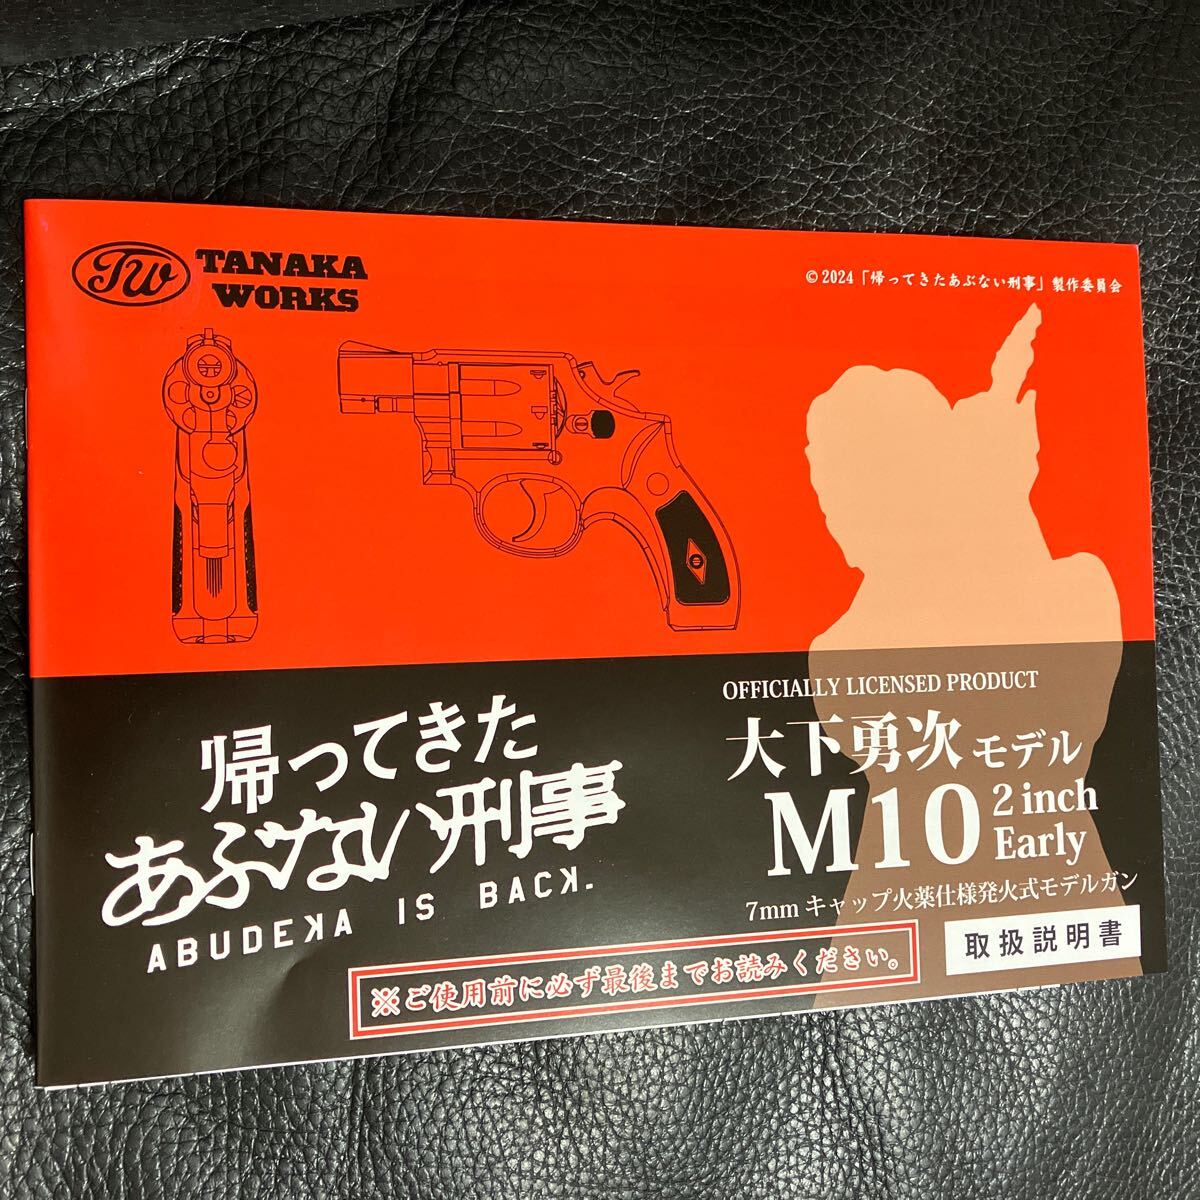 TW TANAKA
WORKS
©2024「帰ってきたあぶない刑事」製作委員会
帰ってきた
あぶない刑事
ABUDEKA IS BACK.
OFFICIALLY LICENSED PRODUCT
大下勇次モデル
M10 2 inch
Early
7mmキャップ火薬仕様発火式モデルガン
取扱説明書
※ご使用前に必ず最後までお読みください。